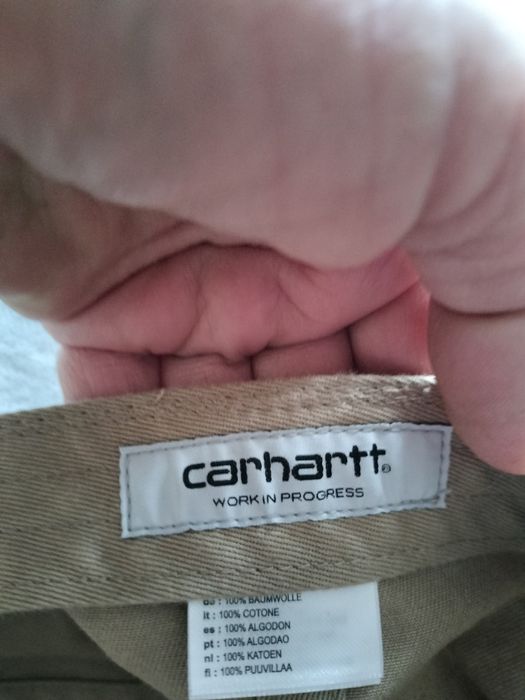 carhartt®
WORK IN PROGRESS
de : 100% BAUMWOLLE
it : 100% COTONE
es : 100% ALGODON
pt : 100% ALGODAO
nl : 100% KATOEN
fi : 100% PUUVILLAA